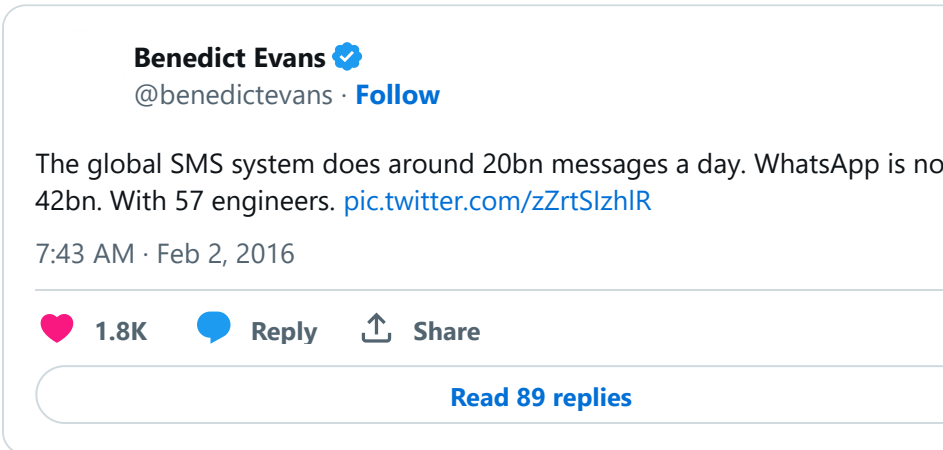 Benedict Evans
@benedictevans · Follow
The global SMS system does around 20bn messages a day. WhatsApp is no
42bn. With 57 engineers. pic.twitter.com/zZrtSIzhlR
7:43 AM · Feb 2, 2016
1.8K Reply Share
Read 89 replies